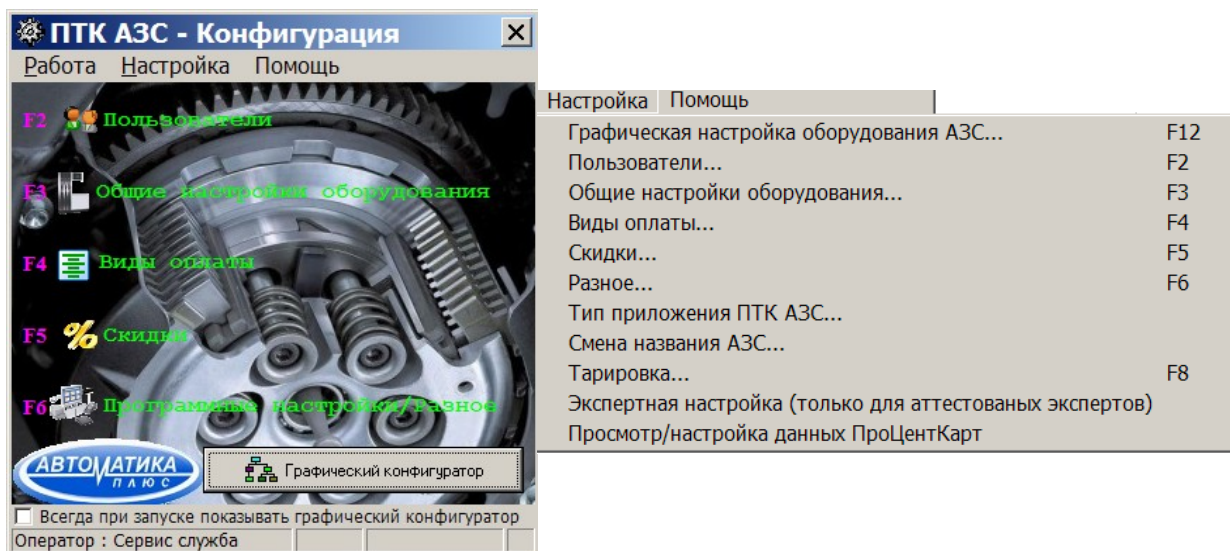 ПТК АЗС - Конфигурация
Работа Настройка Помощь
F2 Пользователи
F3 Общие настройки оборудования
F4 Виды оплаты
F5 Скидки
F6 Программные настройки/Разное
АВТОМАТИКА
ПЛЮС
Графический конфигуратор
Всегда при запуске показывать графический конфигуратор
Оператор : Сервис служба
Настройка Помощь
Графическая настройка оборудования АЗС... F12
Пользователи... F2
Общие настройки оборудования... F3
Виды оплаты... F4
Скидки... F5
Разное... F6
Тип приложения ПТК АЗС...
Смена названия АЗС...
Тарировка... F8
Экспертная настройка (только для аттестованых экспертов)
Просмотр/настройка данных ПроЦентКарт